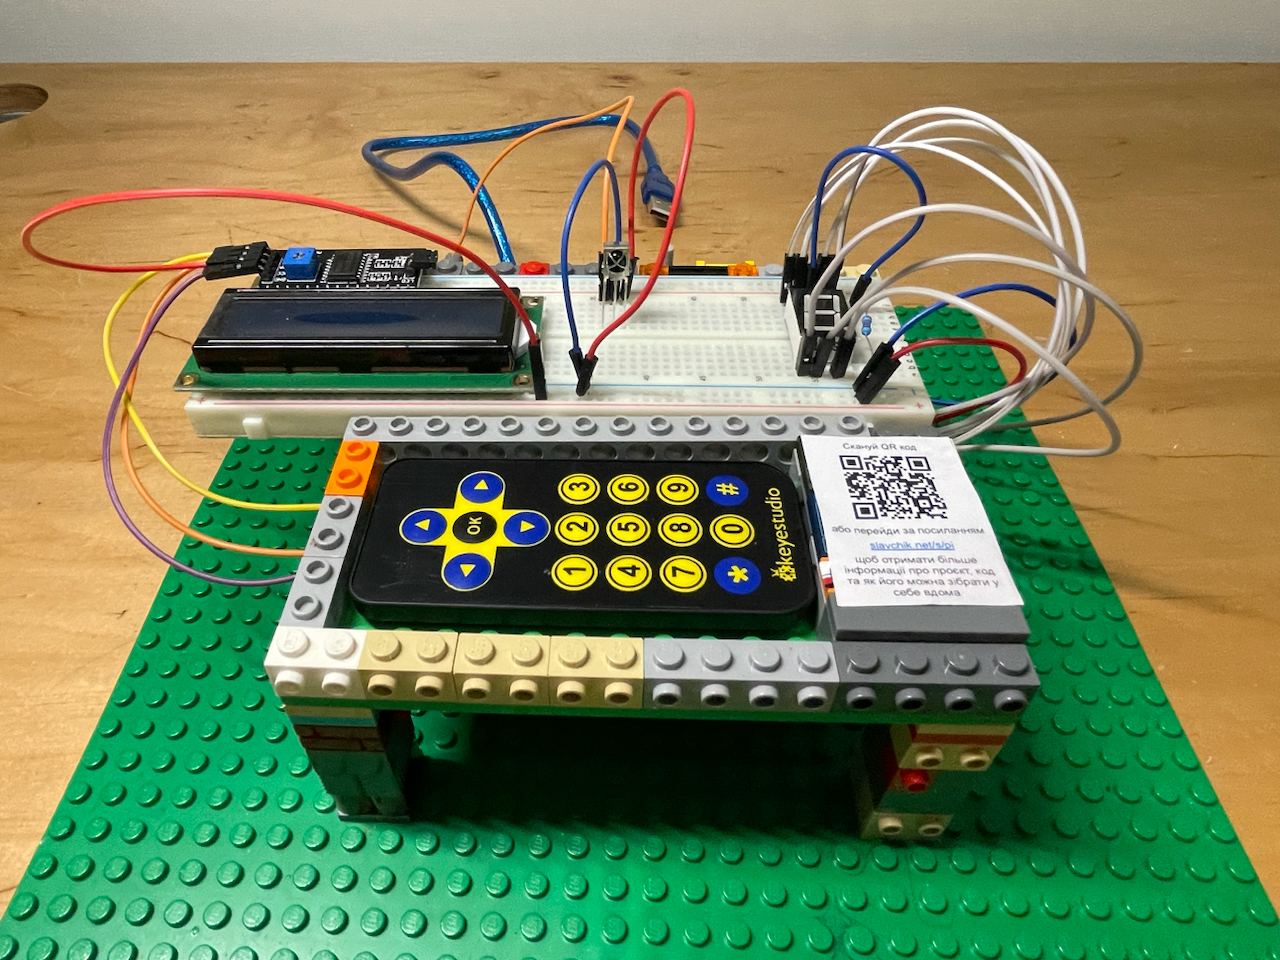 Скануй QR код
або перейди за посиланням
slavchik.net/s/pi
щоб отримати більше
інформації про проєкт, код
та як його можна зібрати у
себе вдома
OK
3 6 9 #
2 5 8 0
1 4 7 *
keyestudio